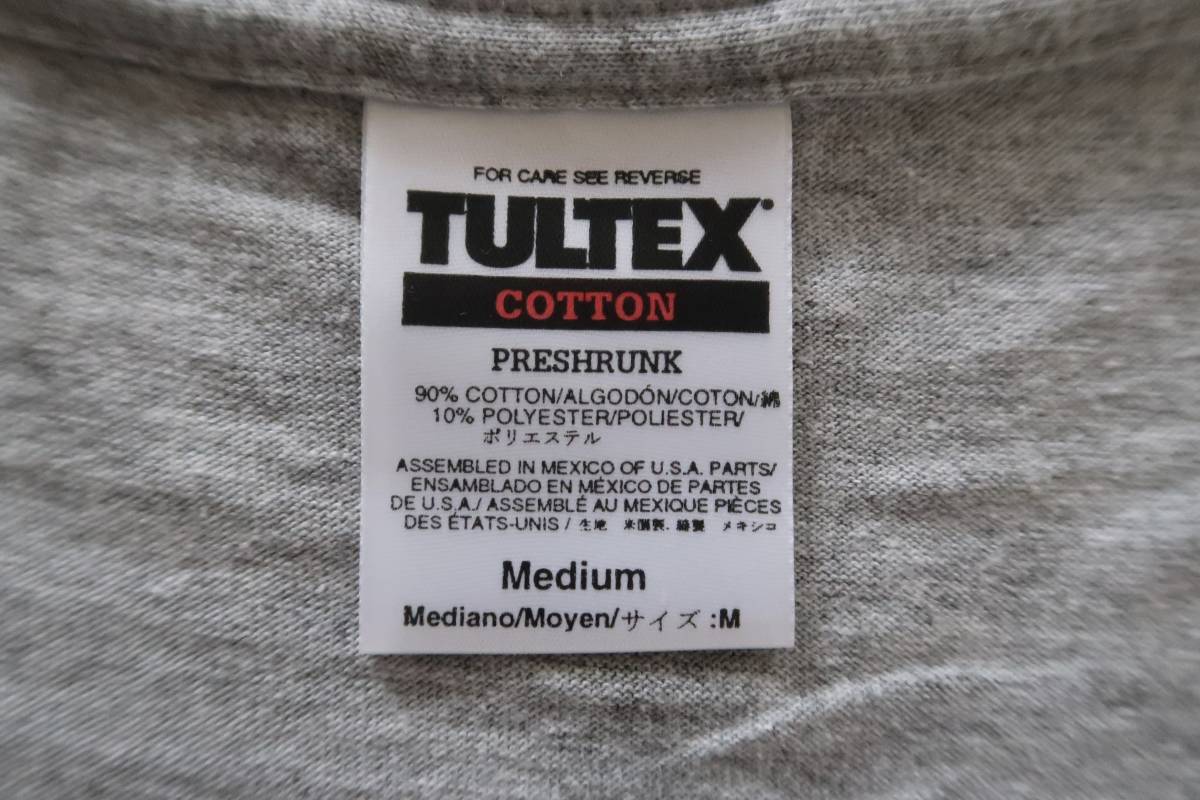 FOR CARE SEE REVERSE
TULTEX
COTTON
PRESHRUNK
90% COTTON/ALGODÓN/COTON/綿
10% POLYESTER/POLIESTER/
ポリエステル
ASSEMBLED IN MEXICO OF U.S.A. PARTS/
ENSAMBLADO EN MÉXICO DE PARTES
DE U.S.A./ ASSEMBLÉ AU MEXIQUE PIÈCES
DES ÉTATS-UNIS / 生地 米国製、縫製 メキシコ
Medium
Mediano/Moyen/サイズ :M